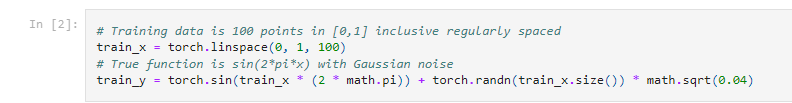 In [2]:
# Training data is 100 points in [0,1] inclusive regularly spaced
train_x = torch.linspace(0, 1, 100)
# True function is sin(2*pi*x) with Gaussian noise
train_y = torch.sin(train_x * (2 * math.pi)) + torch.randn(train_x.size()) * math.sqrt(0.04)